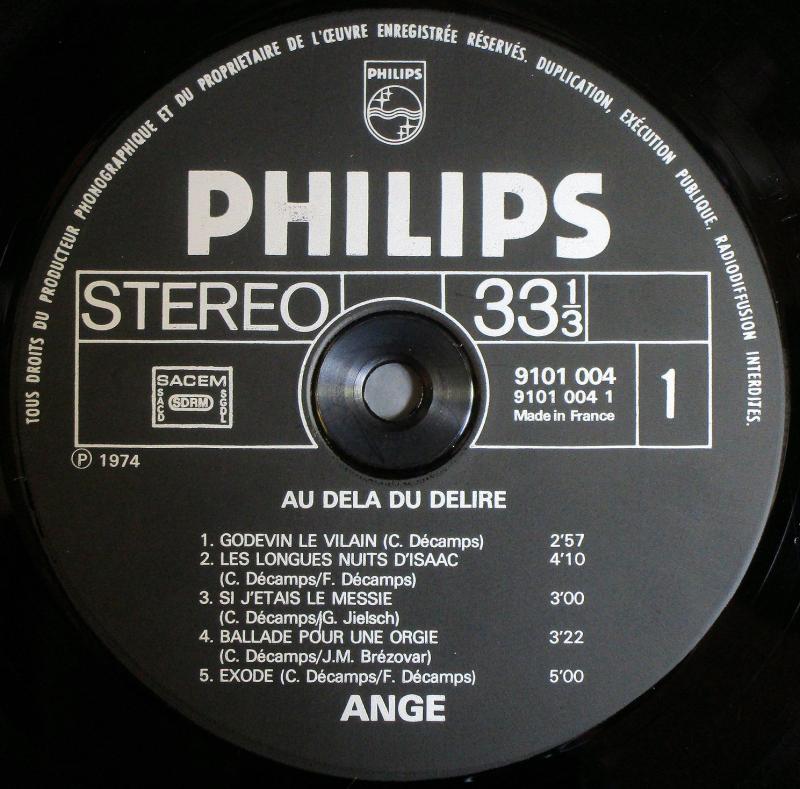 TOUS DROITS DU PRODUCTEUR PHONOGRAPHIQUE ET DU PROPRIETAIRE DE L'ŒUVRE ENREGISTRÉE RÉSERVÉS. DUPLICATION, EXÉCUTION PUBLIQUE, RADIODIFFUSION INTERDITES.
PHILIPS
PHILIPS
STEREO 33 1/3
SACEM
SACD SDRM SGDL
9101 004
9101 004 1
Made in France
1
Ⓟ 1974
AU DELA DU DELIRE
1. GODEVIN LE VILAIN (C. Décamps) 2'57
2. LES LONGUES NUITS D'ISAAC 4'10
(C. Décamps/F. Décamps)
3. SI J'ETAIS LE MESSIE 3'00
(C. Décamps/G. Jielsch)
4. BALLADE POUR UNE ORGIE 3'22
(C. Décamps/J.M. Brézovar)
5. EXODE (C. Décamps/F. Décamps) 5'00
ANGE